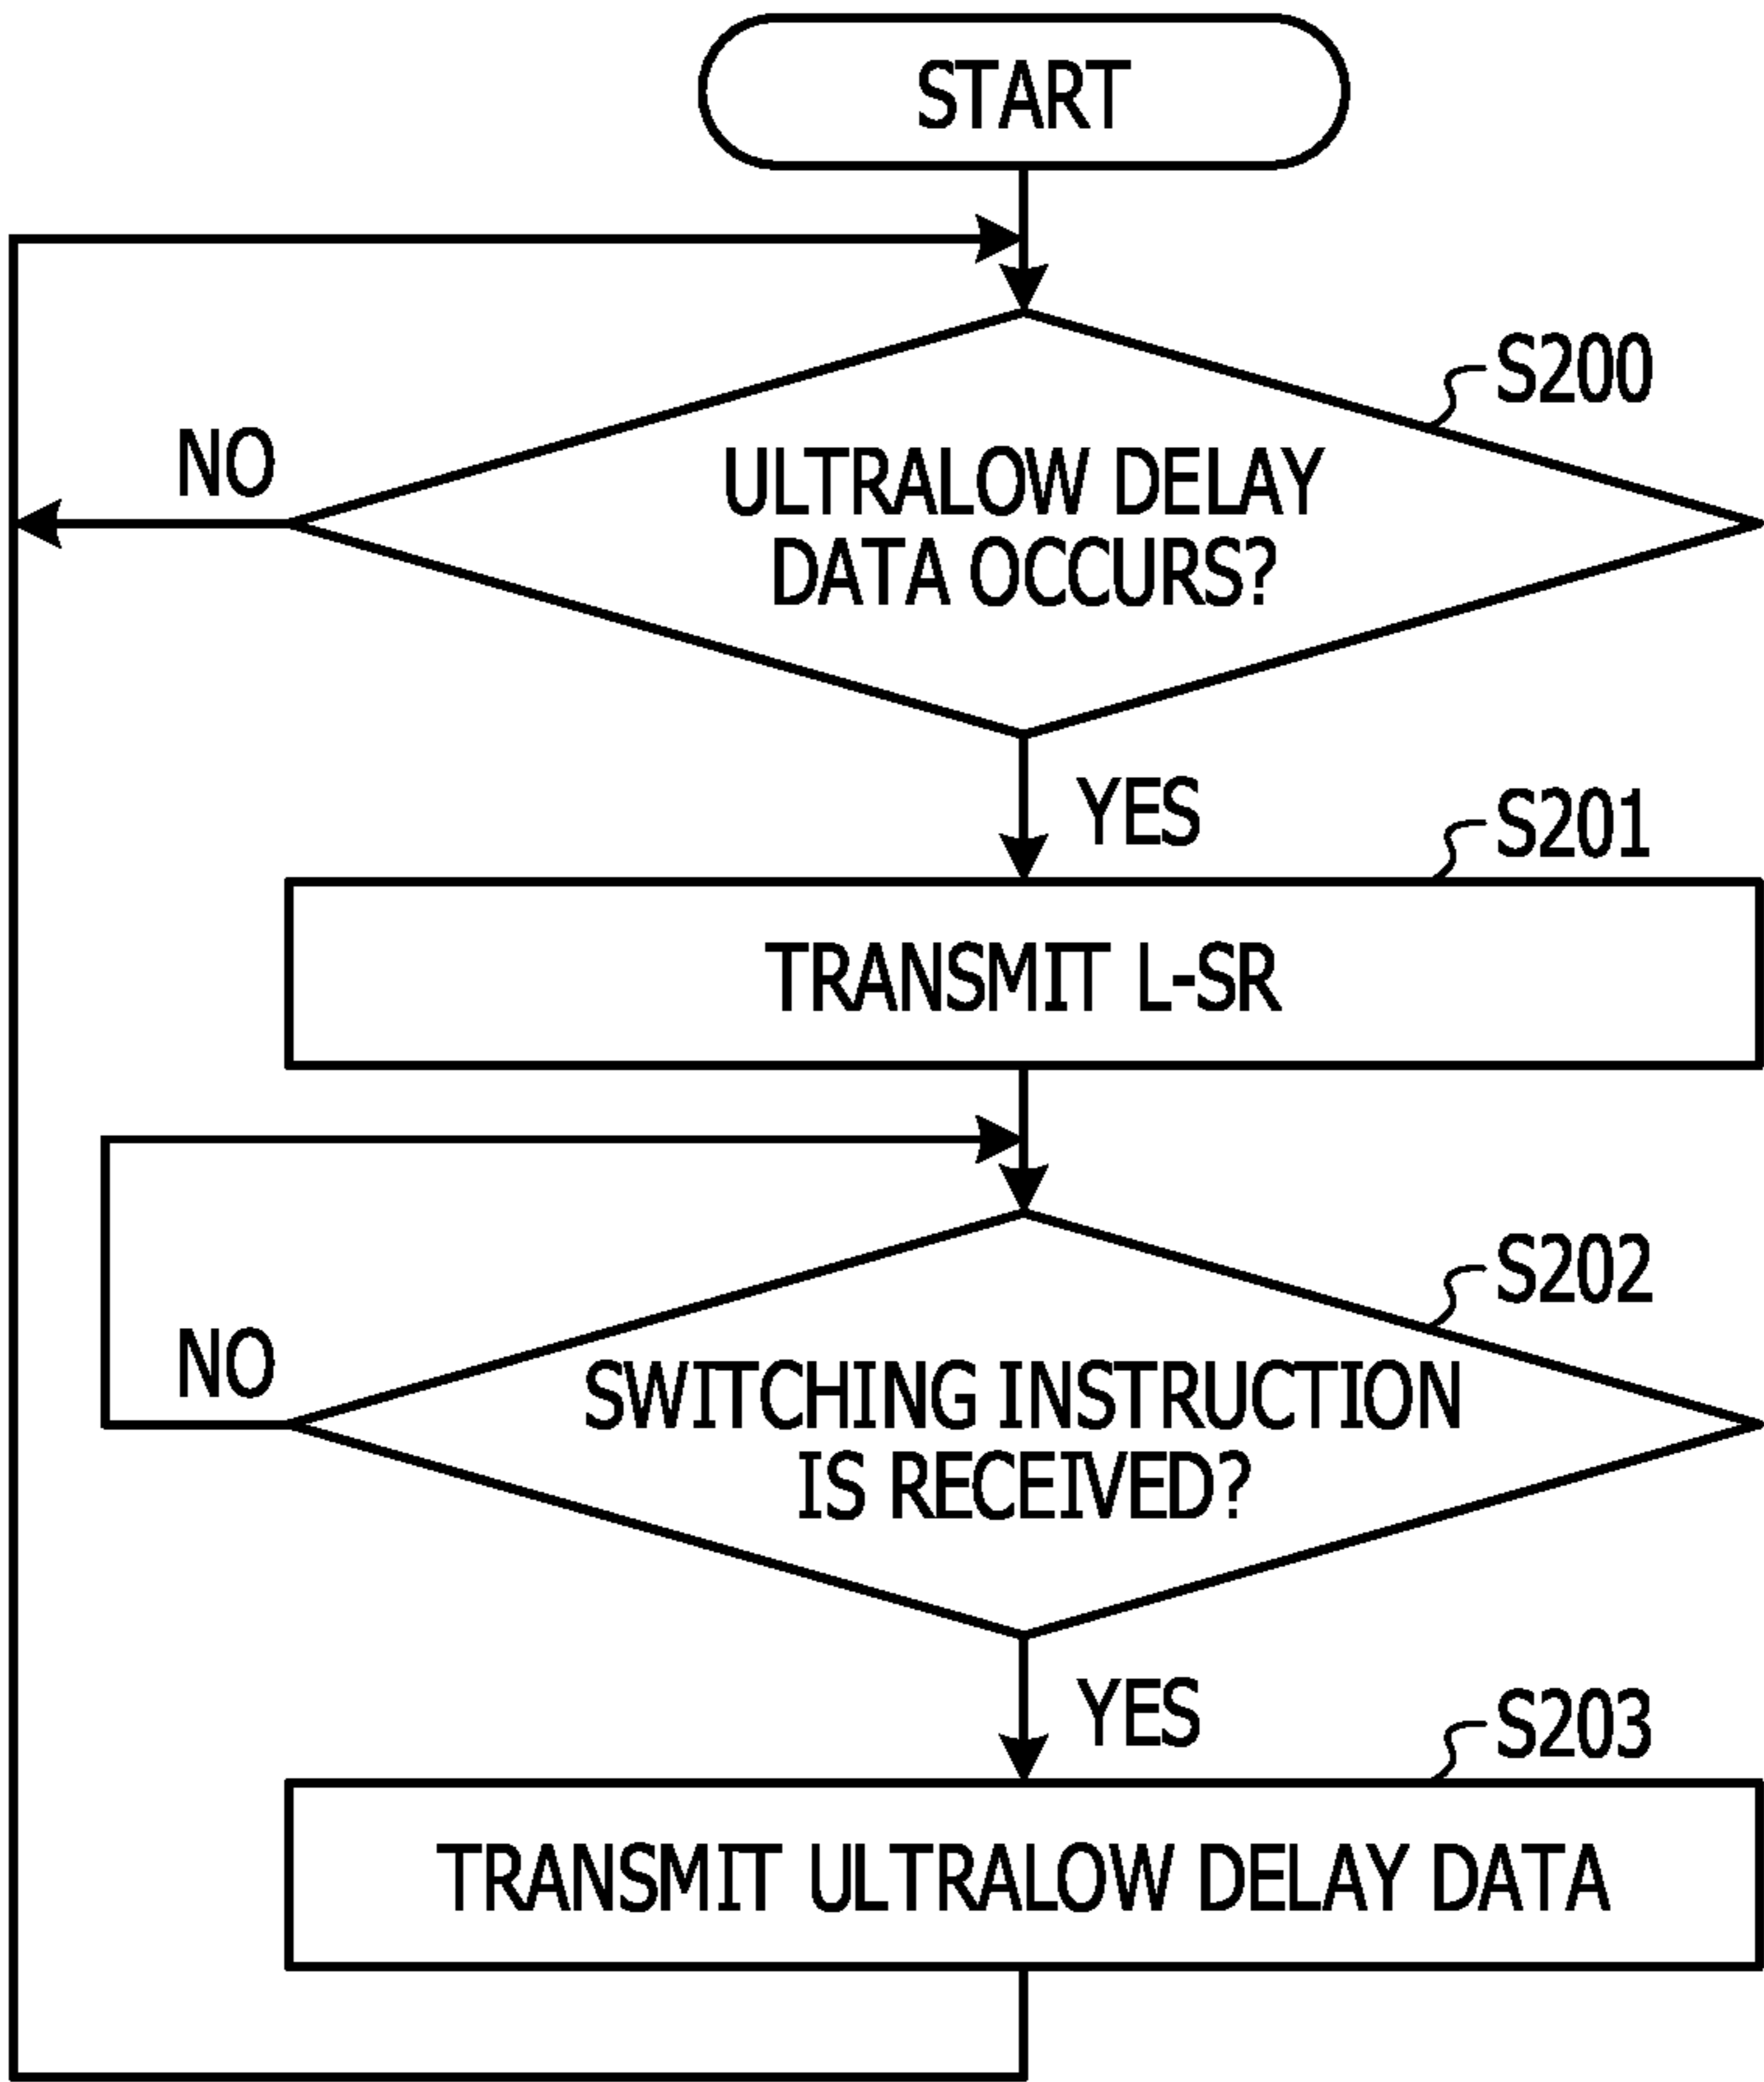 START
S200
NO
ULTRALOW DELAY
DATA OCCURS?
YES
S201
TRANSMIT L-SR
S202
NO
SWITCHING INSTRUCTION
IS RECEIVED?
YES
S203
TRANSMIT ULTRALOW DELAY DATA